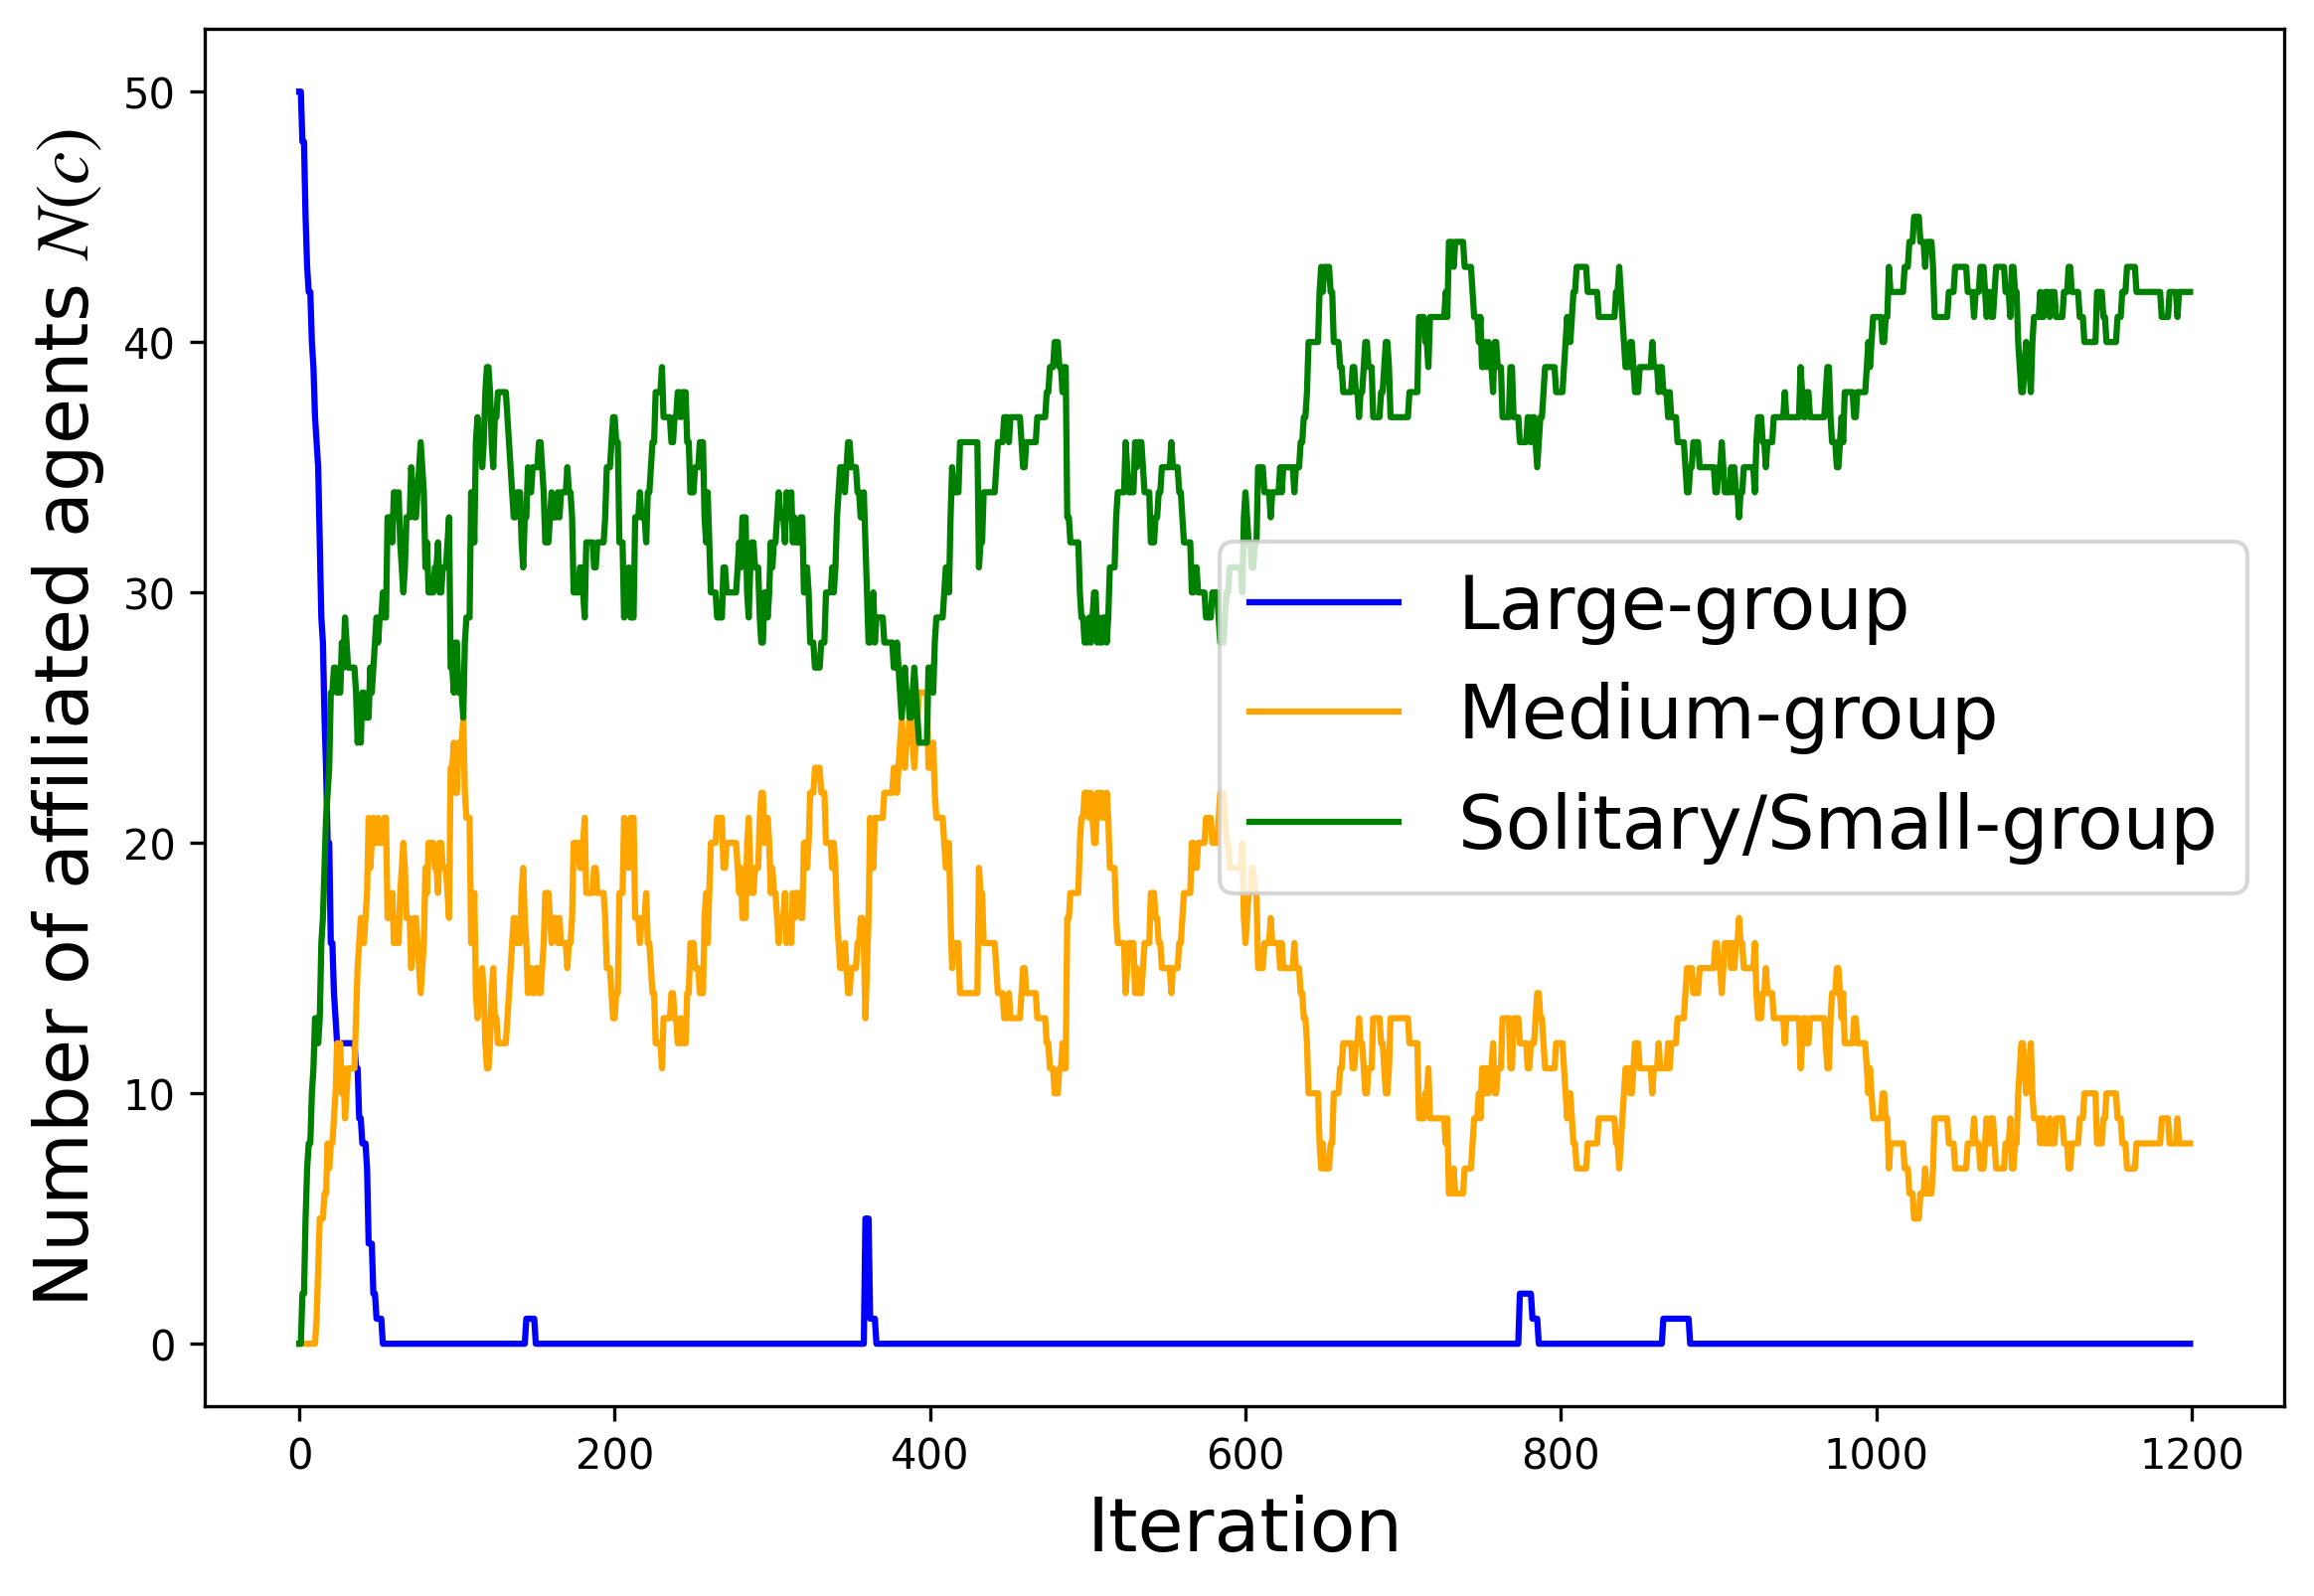 Number of affiliated agents N(c)
50
40
30
20
10
0
Large-group
Medium-group
Solitary/Small-group
0 200 400 600 800 1000 1200
Iteration